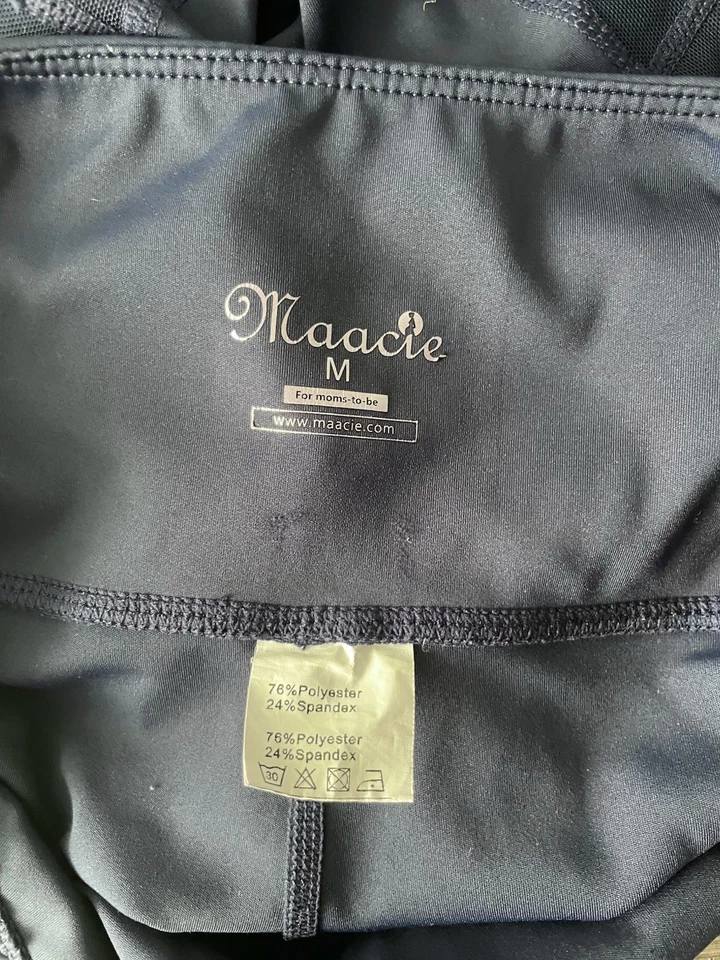 Maacie
M
For moms-to-be
www.maacie.com
76%Polyester
24%Spandex
76%Polyester
24%Spandex
30